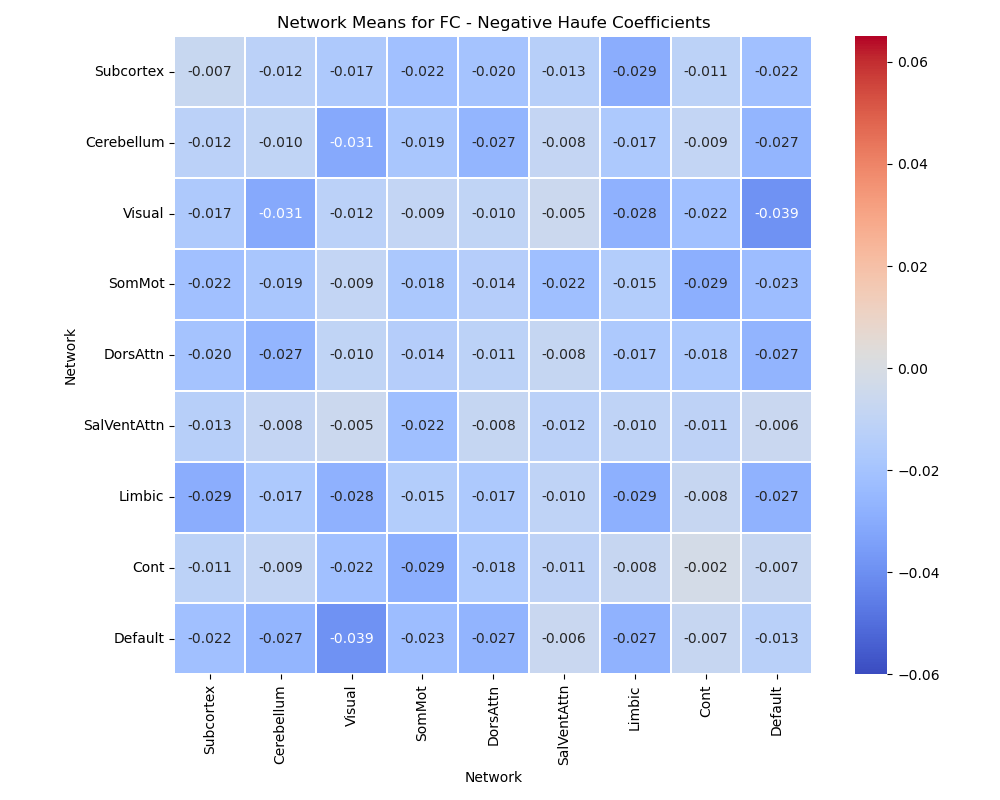 Network Means for FC - Negative Haufe Coefficients
Subcortex -0.007 -0.012 -0.017 -0.022 -0.020 -0.013 -0.029 -0.011 -0.022
Cerebellum -0.012 -0.010 -0.031 -0.019 -0.027 -0.008 -0.017 -0.009 -0.027
Visual -0.017 -0.031 -0.012 -0.009 -0.010 -0.005 -0.028 -0.022 -0.039
SomMot -0.022 -0.019 -0.009 -0.018 -0.014 -0.022 -0.015 -0.029 -0.023
DorsAttn -0.020 -0.027 -0.010 -0.014 -0.011 -0.008 -0.017 -0.018 -0.027
SalVentAttn -0.013 -0.008 -0.005 -0.022 -0.008 -0.012 -0.010 -0.011 -0.006
Limbic -0.029 -0.017 -0.028 -0.015 -0.017 -0.010 -0.029 -0.008 -0.027
Cont -0.011 -0.009 -0.022 -0.029 -0.018 -0.011 -0.008 -0.002 -0.007
Default -0.022 -0.027 -0.039 -0.023 -0.027 -0.006 -0.027 -0.007 -0.013
Network
Subcortex Cerebellum Visual SomMot DorsAttn SalVentAttn Limbic Cont Default
Network
0.06
0.04
0.02
0.00
−0.02
−0.04
−0.06